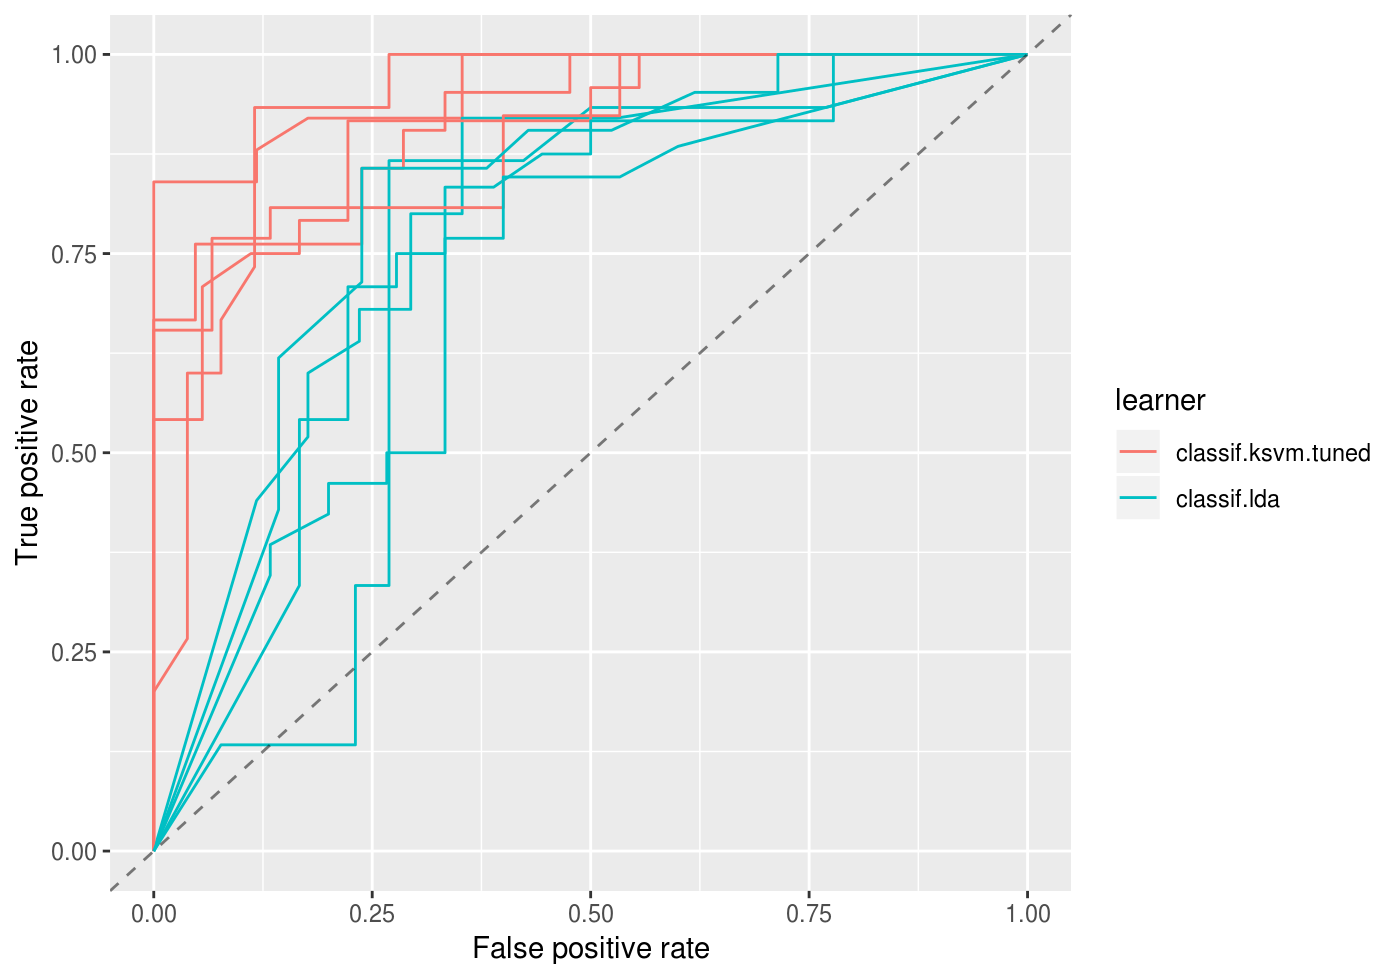 1.00
0.75
0.50
0.25
0.00
True positive rate
0.00 0.25 0.50 0.75 1.00
False positive rate
learner
classif.ksvm.tuned
classif.lda